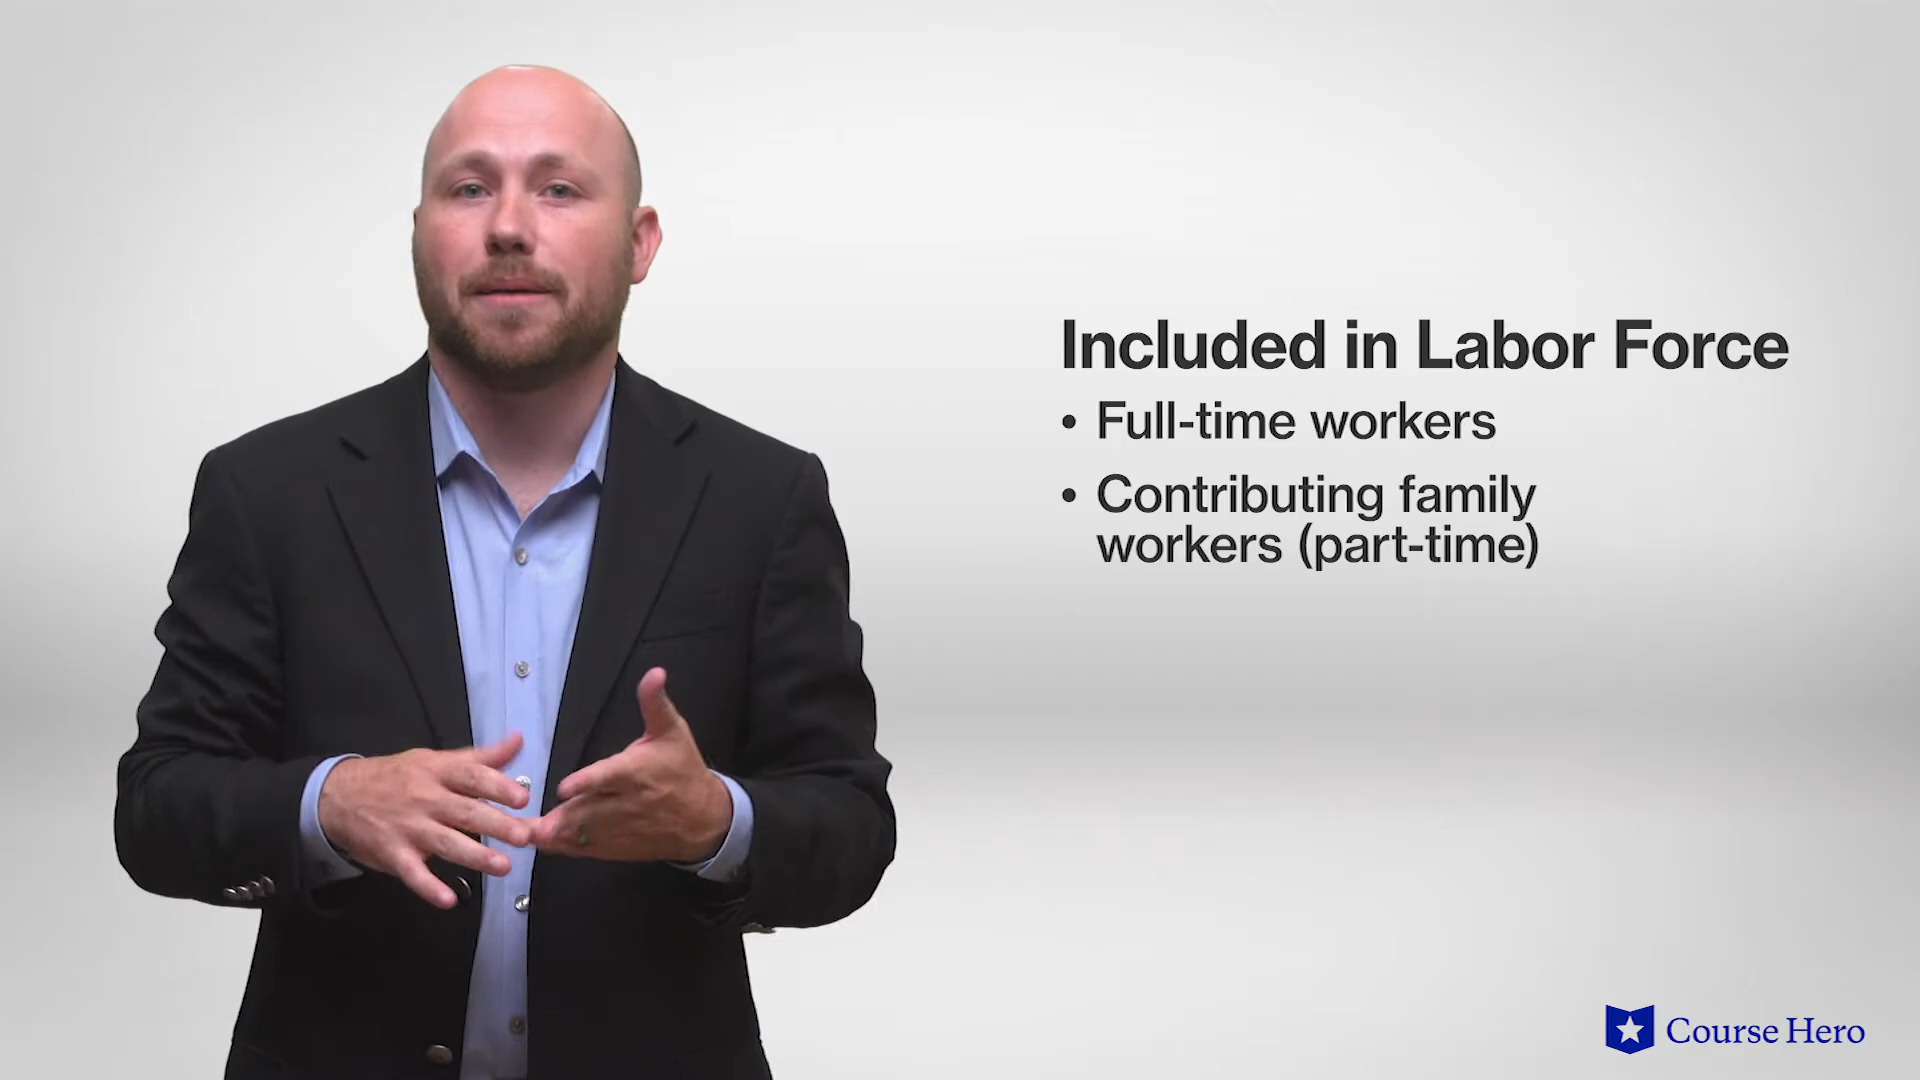 Included in Labor Force
• Full-time workers
• Contributing family
workers (part-time)
Course Hero